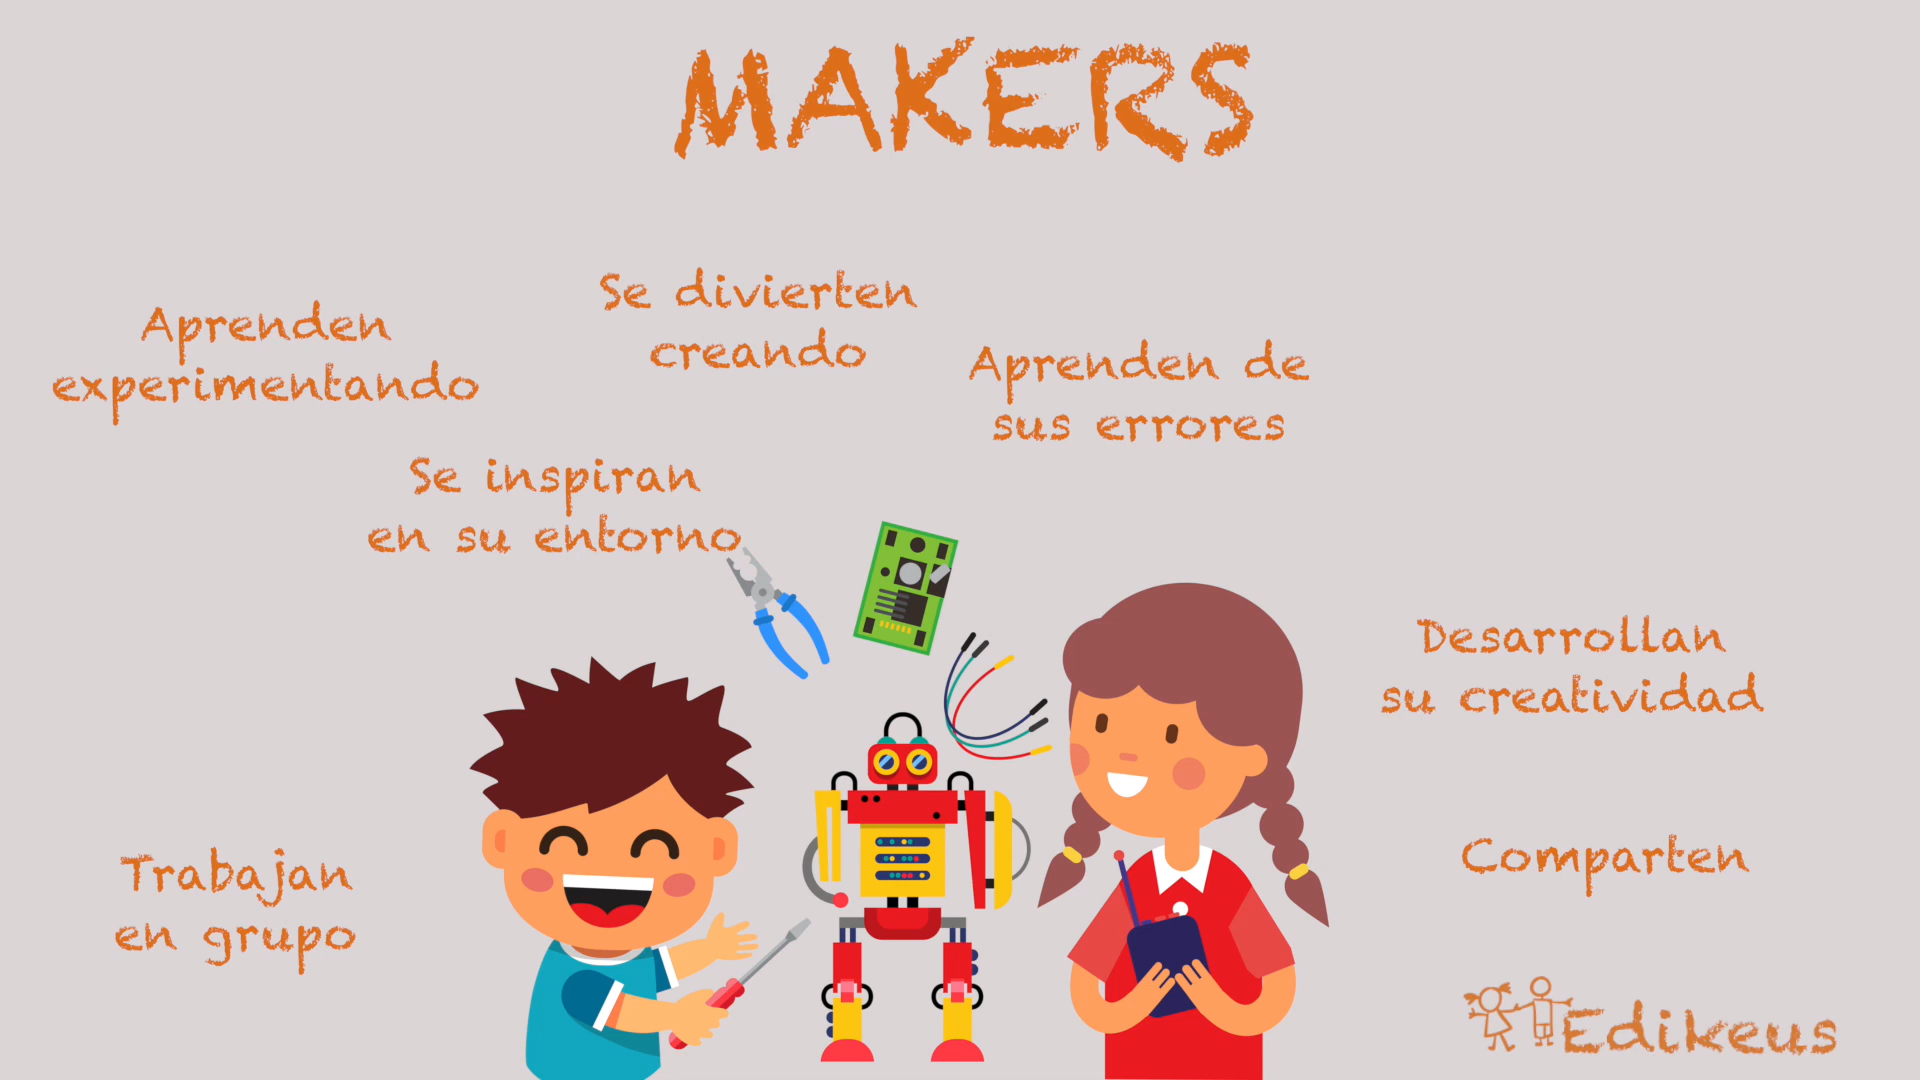 MAKERS
Aprenden
experimentando
Se divierten
creando
Aprenden de
sus errores
Se inspiran
en su entorno
Desarrollan
su creatividad
Trabajan
en grupo
Comparten
Edikeus